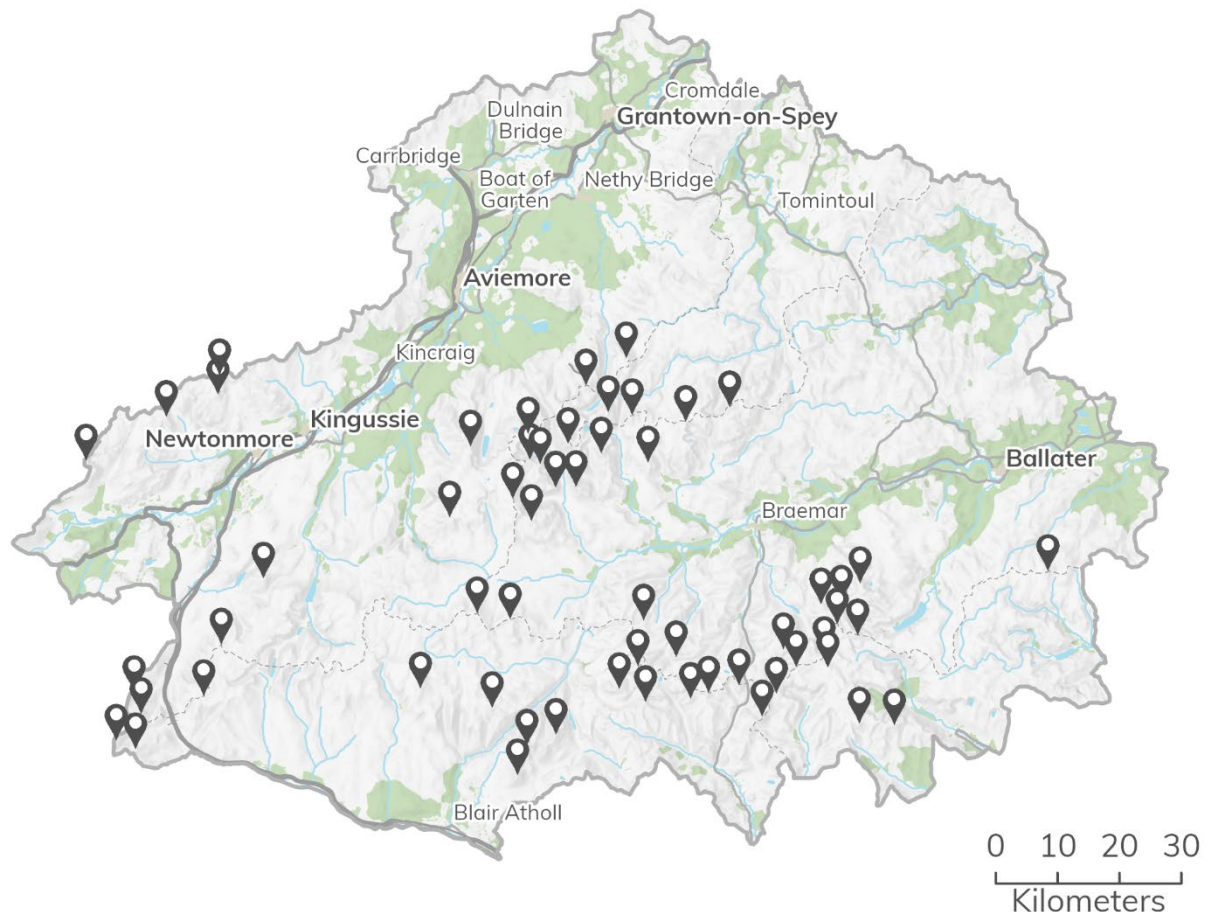 Cromdale
Grantown-on-Spey
Dulnain
Bridge
Carrbridge
Boat of
Garten
Nethy Bridge
Tomintoul
Aviemore
Kincraig
Kingussie
Newtonmore
Ballater
Braemar
Blair Atholl
0 10 20 30
Kilometers